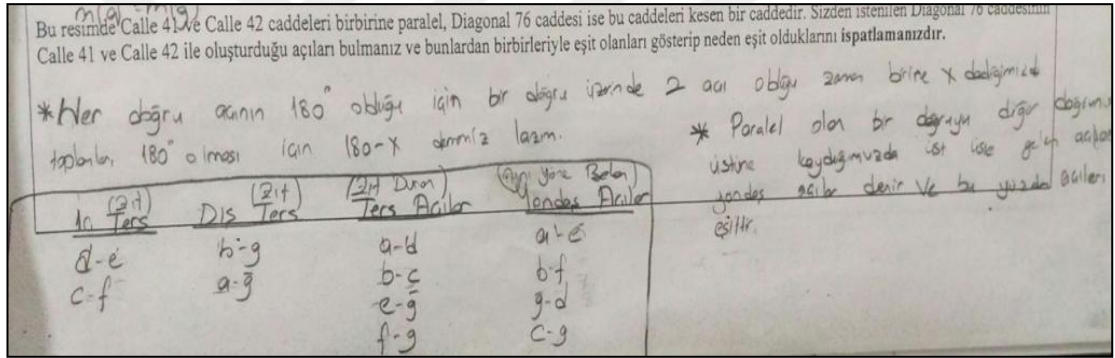 Bu resimde Calle 41 ve Calle 42 caddeleri birbirine paralel, Diagonal 76 caddesi ise bu caddeleri kesen bir caddedir. Sizden istenilen Diagonal 76 caddesinin
Calle 41 ve Calle 42 ile oluşturduğu açıları bulmanız ve bunlardan birbirleriyle eşit olanları gösterip neden eşit olduklarını ispatlamanızdır.
*Her doğru açının 180° olduğu için bir doğru üzerinde 2 açı olduğu zaman birine x dediğimizde
toplamları 180° olması için 180-x dememiz lazım.
* Paralel olan bir doğruyu diğer doğrunun
üstüne kaydığımızda üst üste gelen açılar
yöndeş açılar denir ve bu yüzden açıları
eşittir.
(Zıt) (Zıt) (Zıt Duran) (Aynı Yöne Bakan)
İç Ters Dış Ters Ters Açılar Yöndeş Açılar
d-e b-g a-d a-e
c-f a-ğ b-c b-f
e-ğ ğ-d
f-g c-g